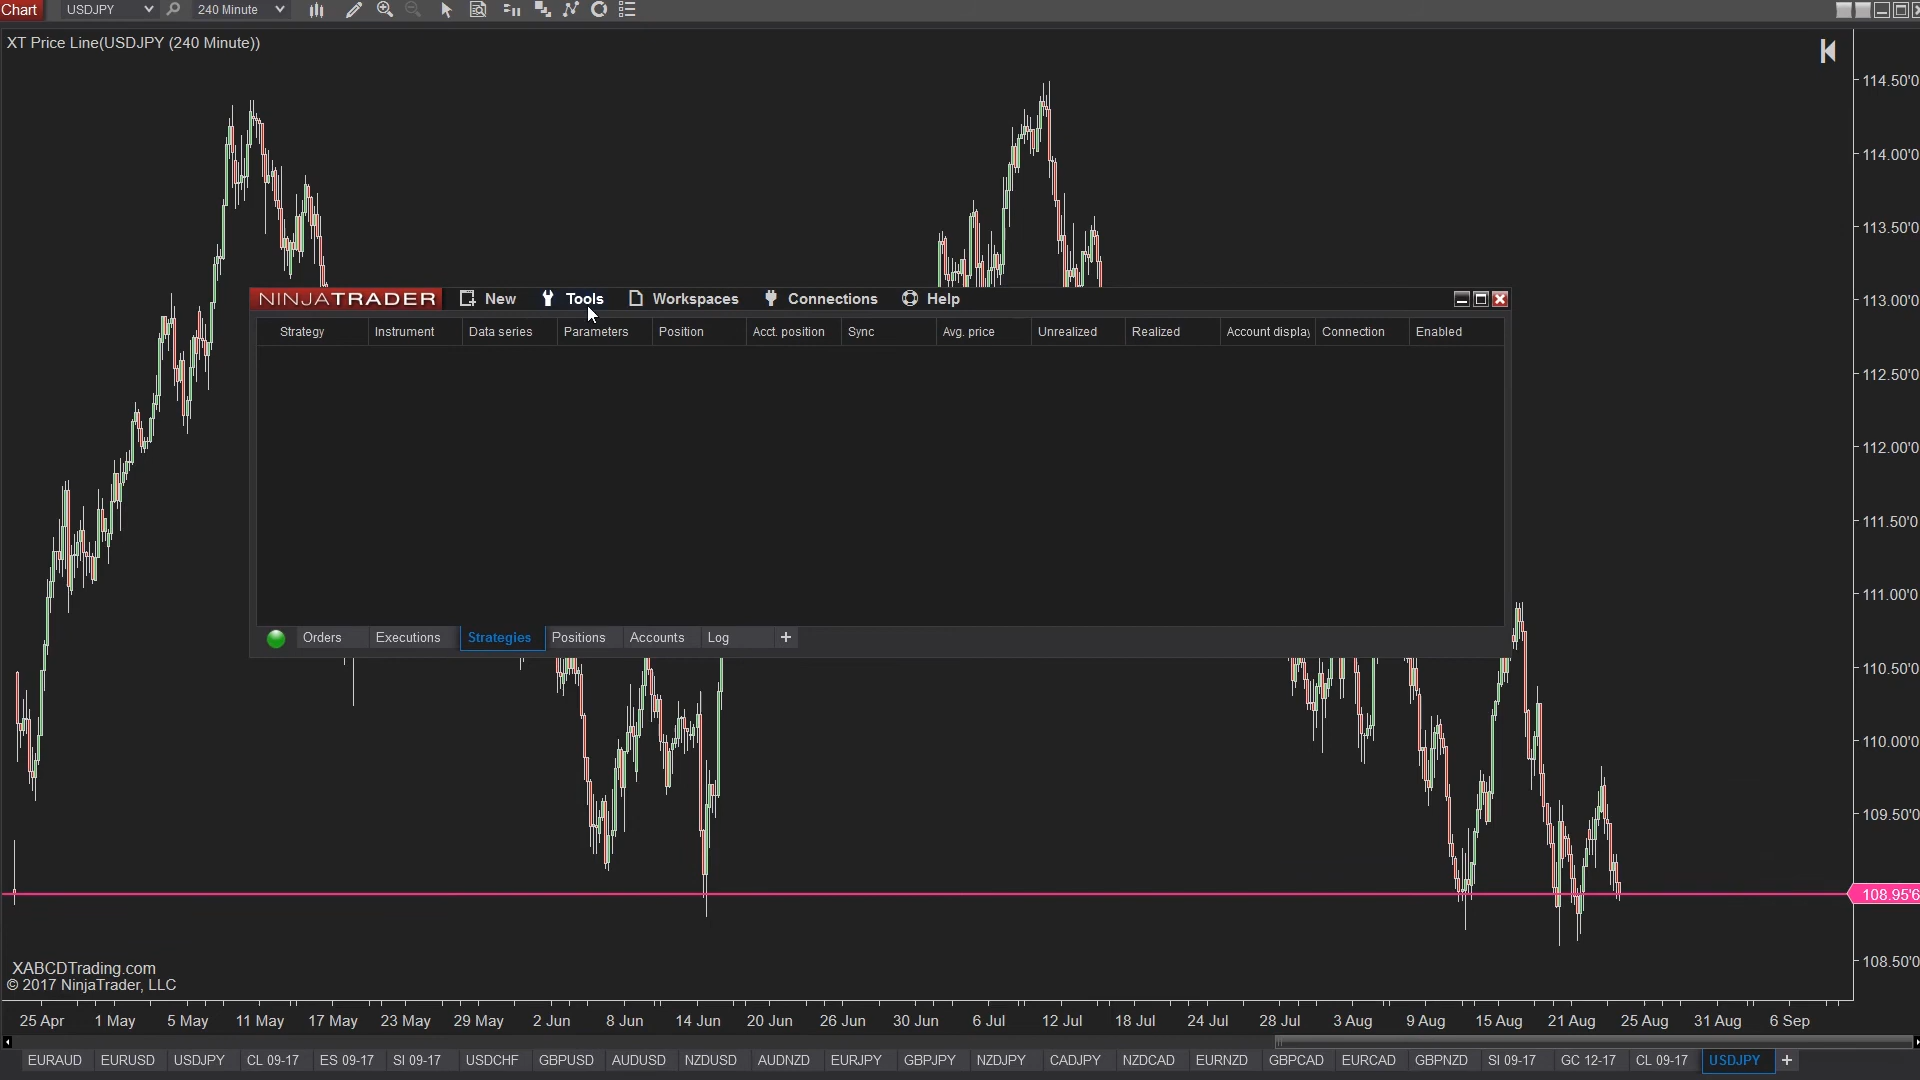 Chart USDJPY 240 Minute
XT Price Line(USDJPY (240 Minute))
114.50'0
114.00'0
113.50'0
113.00'0
112.50'0
112.00'0
111.50'0
111.00'0
110.50'0
110.00'0
109.50'0
108.95'6
108.50'0
NINJATRADER New Tools Workspaces Connections Help
Strategy Instrument Data series Parameters Position Acct. position Sync Avg. price Unrealized Realized Account display Connection Enabled
Orders Executions Strategies Positions Accounts Log +
XABCDTrading.com
© 2017 NinjaTrader, LLC
25 Apr 1 May 5 May 11 May 17 May 23 May 29 May 2 Jun 8 Jun 14 Jun 20 Jun 26 Jun 30 Jun 6 Jul 12 Jul 18 Jul 24 Jul 28 Jul 3 Aug 9 Aug 15 Aug 21 Aug 25 Aug 31 Aug 6 Sep
EURAUD EURUSD USDJPY CL 09-17 ES 09-17 SI 09-17 USDCHF GBPUSD AUDUSD NZDUSD AUDNZD EURJPY GBPJPY NZDJPY CADJPY NZDCAD EURNZD GBPCAD EURCAD GBPNZD SI 09-17 GC 12-17 CL 09-17 USDJPY +